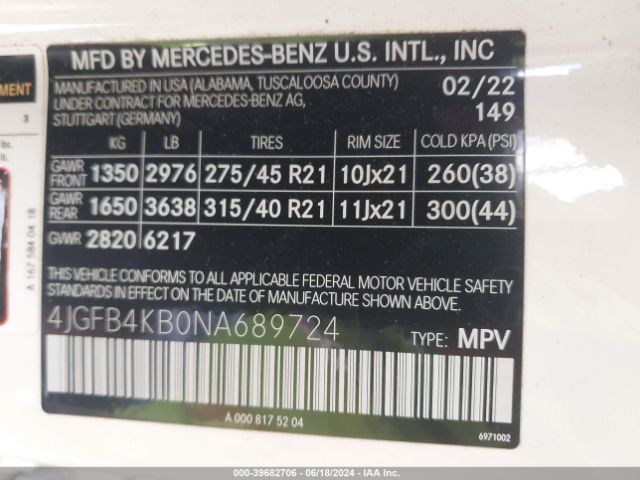 MFD BY MERCEDES-BENZ U.S. INTL., INC
MANUFACTURED IN USA (ALABAMA, TUSCALOOSA COUNTY)
UNDER CONTRACT FOR MERCEDES-BENZ AG,
STUTTGART (GERMANY)
02/22
149
KG LB TIRES RIM SIZE COLD KPA (PSI)
GAWR FRONT 1350 2976 275/45 R21 10Jx21 260(38)
GAWR REAR 1650 3638 315/40 R21 11Jx21 300(44)
GVWR 2820 6217
THIS VEHICLE CONFORMS TO ALL APPLICABLE FEDERAL MOTOR VEHICLE SAFETY
STANDARDS IN EFFECT ON THE DATE OF MANUFACTURE SHOWN ABOVE.
4JGFB4KB0NA689724
TYPE: MPV
A 000 817 52 04
6971002
MENT
3
lbs.
lb.
A 167 584 04 18
000-39682706 - 06/18/2024 - IAA Inc.